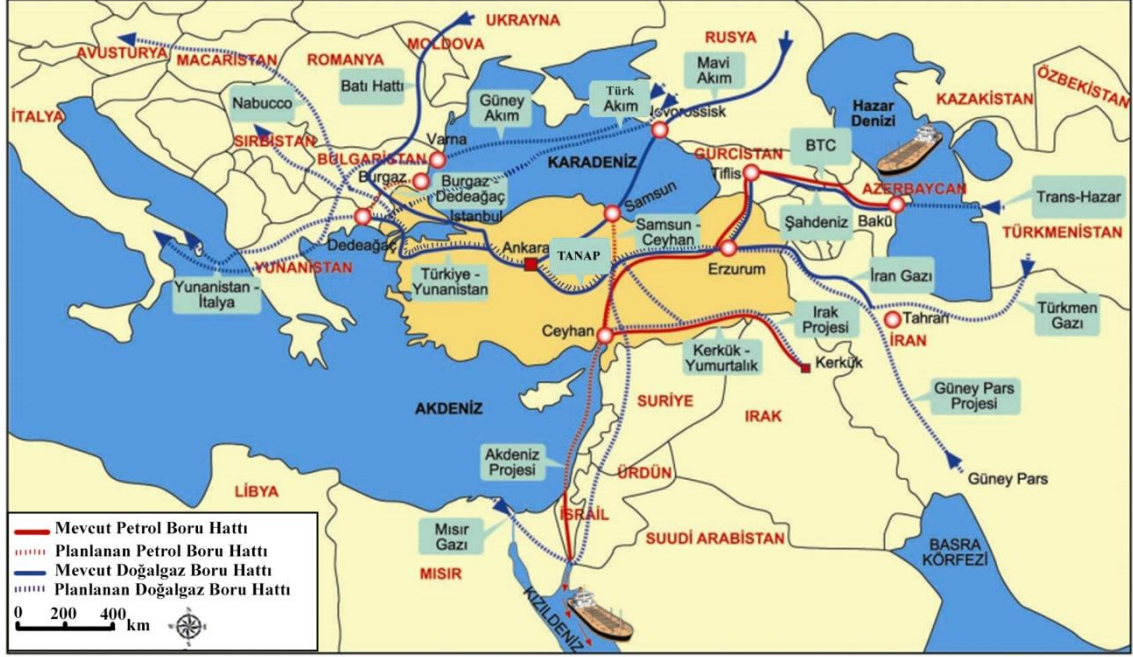 UKRAYNA
RUSYA
AVUSTURYA
MACARİSTAN
ROMANYA
MOLDOVA
Mavi
Akım
ÖZBEKİSTAN
Batı Hattı
KAZAKİSTAN
Nabucco
Güney
Akım
Türk
Akım
Hazar
Denizi
İTALYA
Novorossisk
SIRBİSTAN
Varna
BTC
BULGARİSTAN
KARADENİZ
GÜRCİSTAN
Tiflis
Burgaz
Burgaz -
Dedeağaç
AZERBAYCAN
Trans-Hazar
Samsun
İstanbul
Samsun -
Ceyhan
Şahdeniz
Bakü
TÜRKMENİSTAN
Dedeağaç
Ankara
TANAP
Erzurum
YUNANİSTAN
Türkiye -
Yunanistan
İran Gazı
Yunanistan -
İtalya
Türkmen
Gazı
Irak
Projesi
Tahran
Ceyhan
İRAN
Kerkük -
Yumurtalık
Kerkük
Güney Pars
Projesi
AKDENİZ
SURİYE
IRAK
Akdeniz
Projesi
ÜRDÜN
Güney Pars
LİBYA
İSRAİL
Mısır
Gazı
SUUDİ ARABİSTAN
BASRA
KÖRFEZİ
MISIR
KIZILDENİZ
Mevcut Petrol Boru Hattı
Planlanan Petrol Boru Hattı
Mevcut Doğalgaz Boru Hattı
Planlanan Doğalgaz Boru Hattı
0 200 400 km